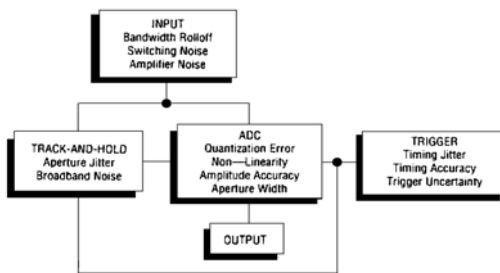 INPUT
Bandwidth Rolloff
Switching Noise
Amplifier Noise
TRACK-AND-HOLD
Aperture Jitter
Broadband Noise
ADC
Quantization Error
Non—Linearity
Amplitude Accuracy
Aperture Width
TRIGGER
Timing Jitter
Timing Accuracy
Trigger Uncertainty
OUTPUT